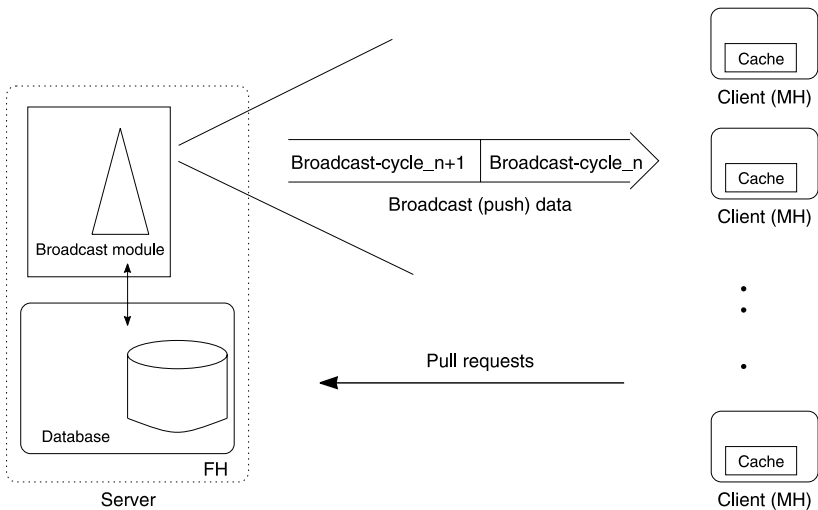 Broadcast module
Database
FH
Server
Broadcast-cycle_n+1
Broadcast-cycle_n
Broadcast (push) data
Pull requests
Cache
Client (MH)
Cache
Client (MH)
Cache
Client (MH)